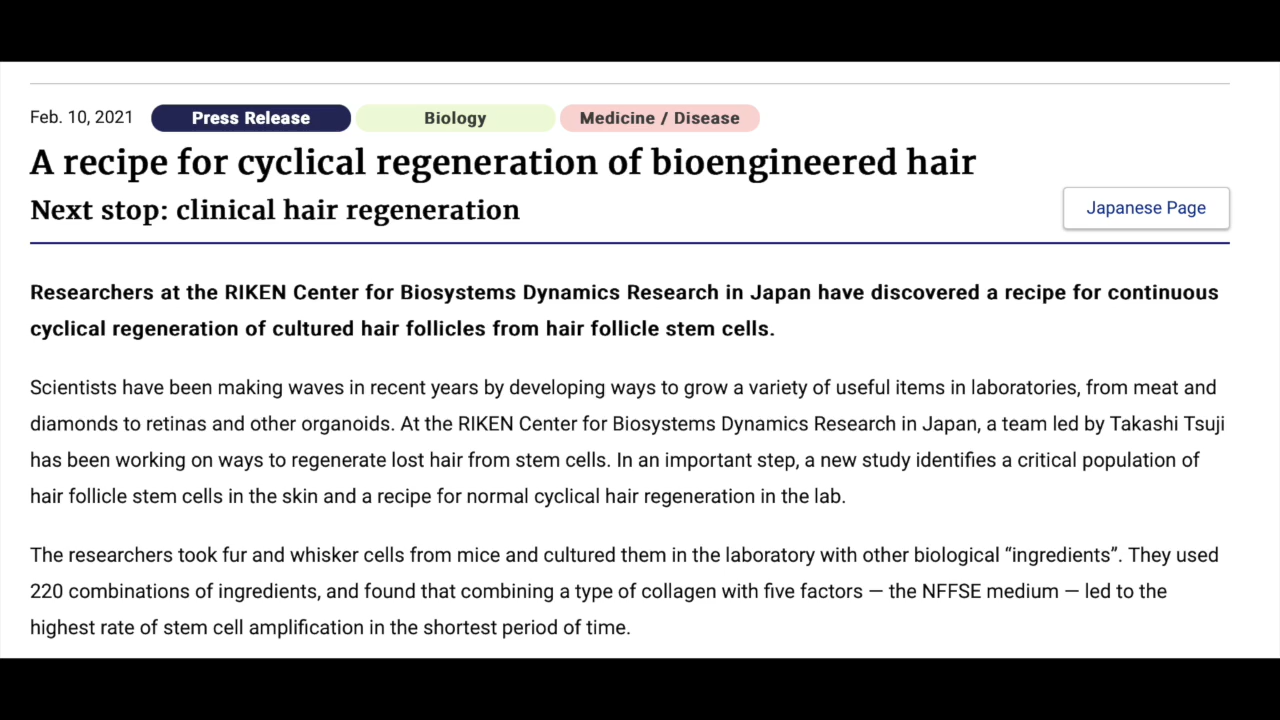 Feb. 10, 2021 Press Release Biology Medicine / Disease
A recipe for cyclical regeneration of bioengineered hair
Next stop: clinical hair regeneration
Japanese Page
Researchers at the RIKEN Center for Biosystems Dynamics Research in Japan have discovered a recipe for continuous
cyclical regeneration of cultured hair follicles from hair follicle stem cells.
Scientists have been making waves in recent years by developing ways to grow a variety of useful items in laboratories, from meat and
diamonds to retinas and other organoids. At the RIKEN Center for Biosystems Dynamics Research in Japan, a team led by Takashi Tsuji
has been working on ways to regenerate lost hair from stem cells. In an important step, a new study identifies a critical population of
hair follicle stem cells in the skin and a recipe for normal cyclical hair regeneration in the lab.
The researchers took fur and whisker cells from mice and cultured them in the laboratory with other biological “ingredients”. They used
220 combinations of ingredients, and found that combining a type of collagen with five factors — the NFFSE medium — led to the
highest rate of stem cell amplification in the shortest period of time.